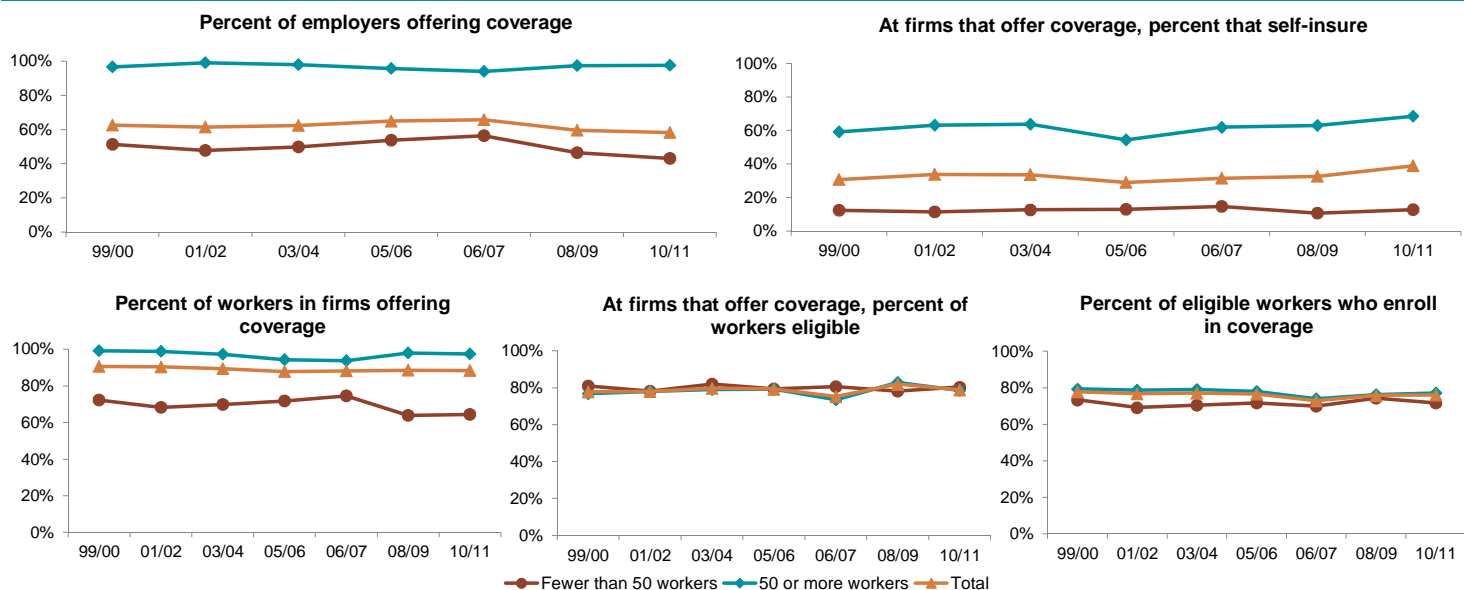 Percent of employers offering coverage
100%
80%
60%
40%
20%
0%
99/00 01/02 03/04 05/06 06/07 08/09 10/11
At firms that offer coverage, percent that self-insure
100%
80%
60%
40%
20%
0%
99/00 01/02 03/04 05/06 06/07 08/09 10/11
Percent of workers in firms offering
coverage
100%
80%
60%
40%
20%
0%
99/00 01/02 03/04 05/06 06/07 08/09 10/11
At firms that offer coverage, percent of
workers eligible
100%
80%
60%
40%
20%
0%
99/00 01/02 03/04 05/06 06/07 08/09 10/11
Percent of eligible workers who enroll
in coverage
100%
80%
60%
40%
20%
0%
99/00 01/02 03/04 05/06 06/07 08/09 10/11
Fewer than 50 workers 50 or more workers Total